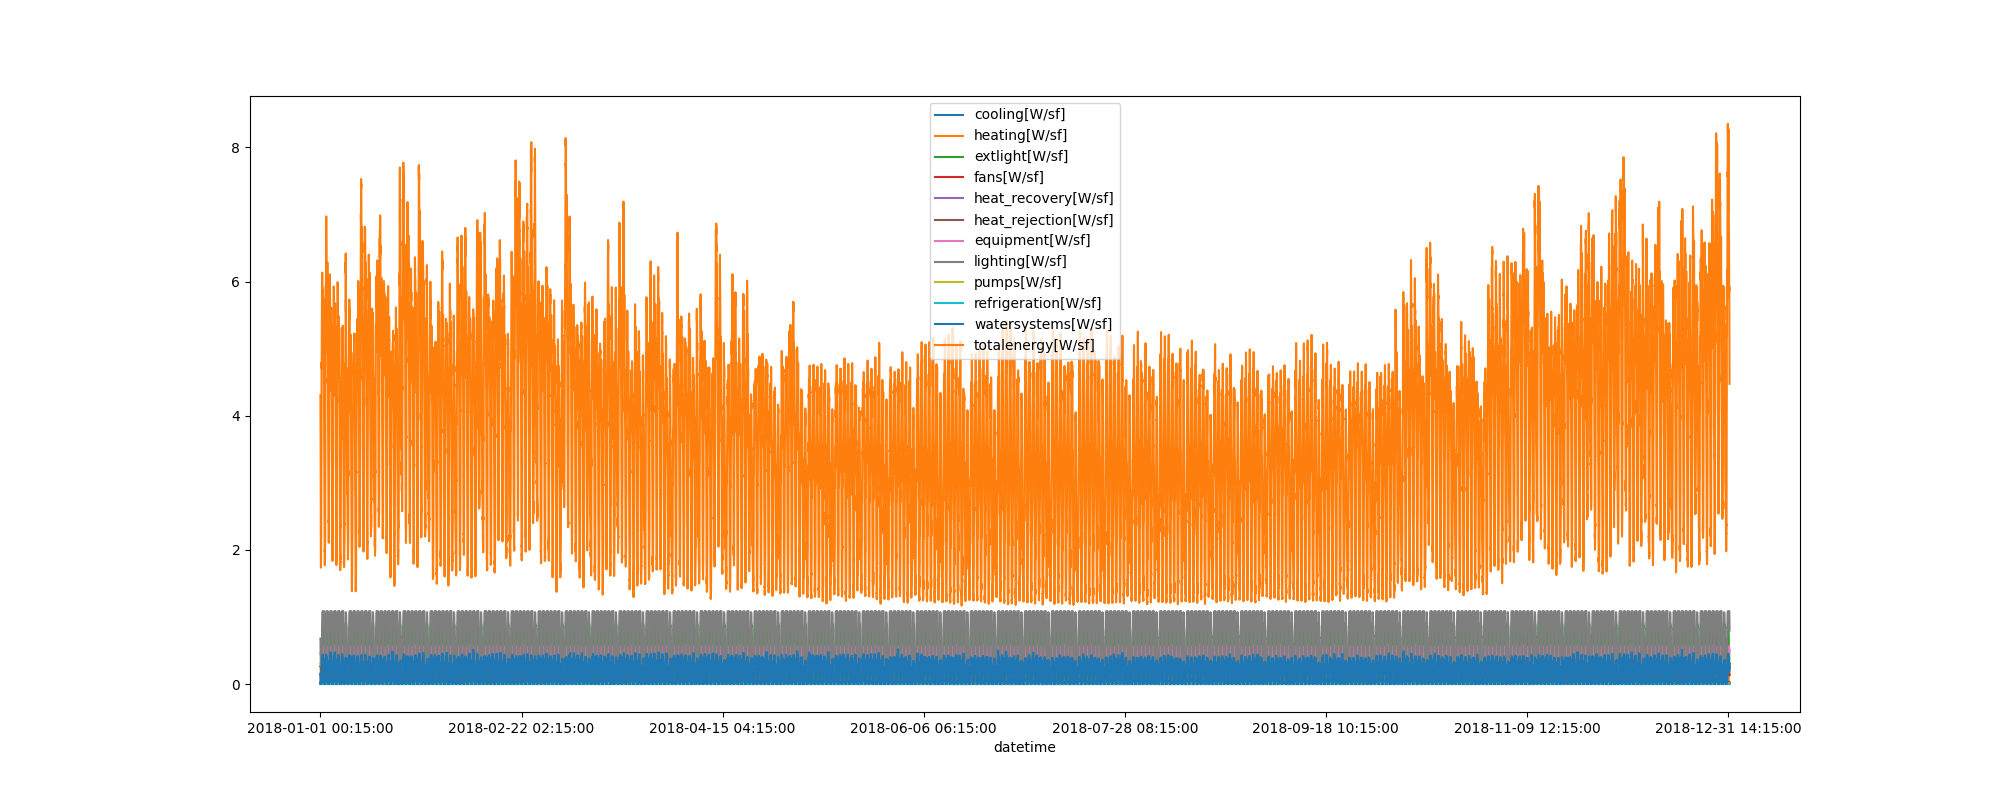 cooling[W/sf]
heating[W/sf]
extlight[W/sf]
fans[W/sf]
heat_recovery[W/sf]
heat_rejection[W/sf]
equipment[W/sf]
lighting[W/sf]
pumps[W/sf]
refrigeration[W/sf]
watersystems[W/sf]
totalenergy[W/sf]
8
6
4
2
0
2018-01-01 00:15:00 2018-02-22 02:15:00 2018-04-15 04:15:00 2018-06-06 06:15:00 2018-07-28 08:15:00 2018-09-18 10:15:00 2018-11-09 12:15:00 2018-12-31 14:15:00
datetime